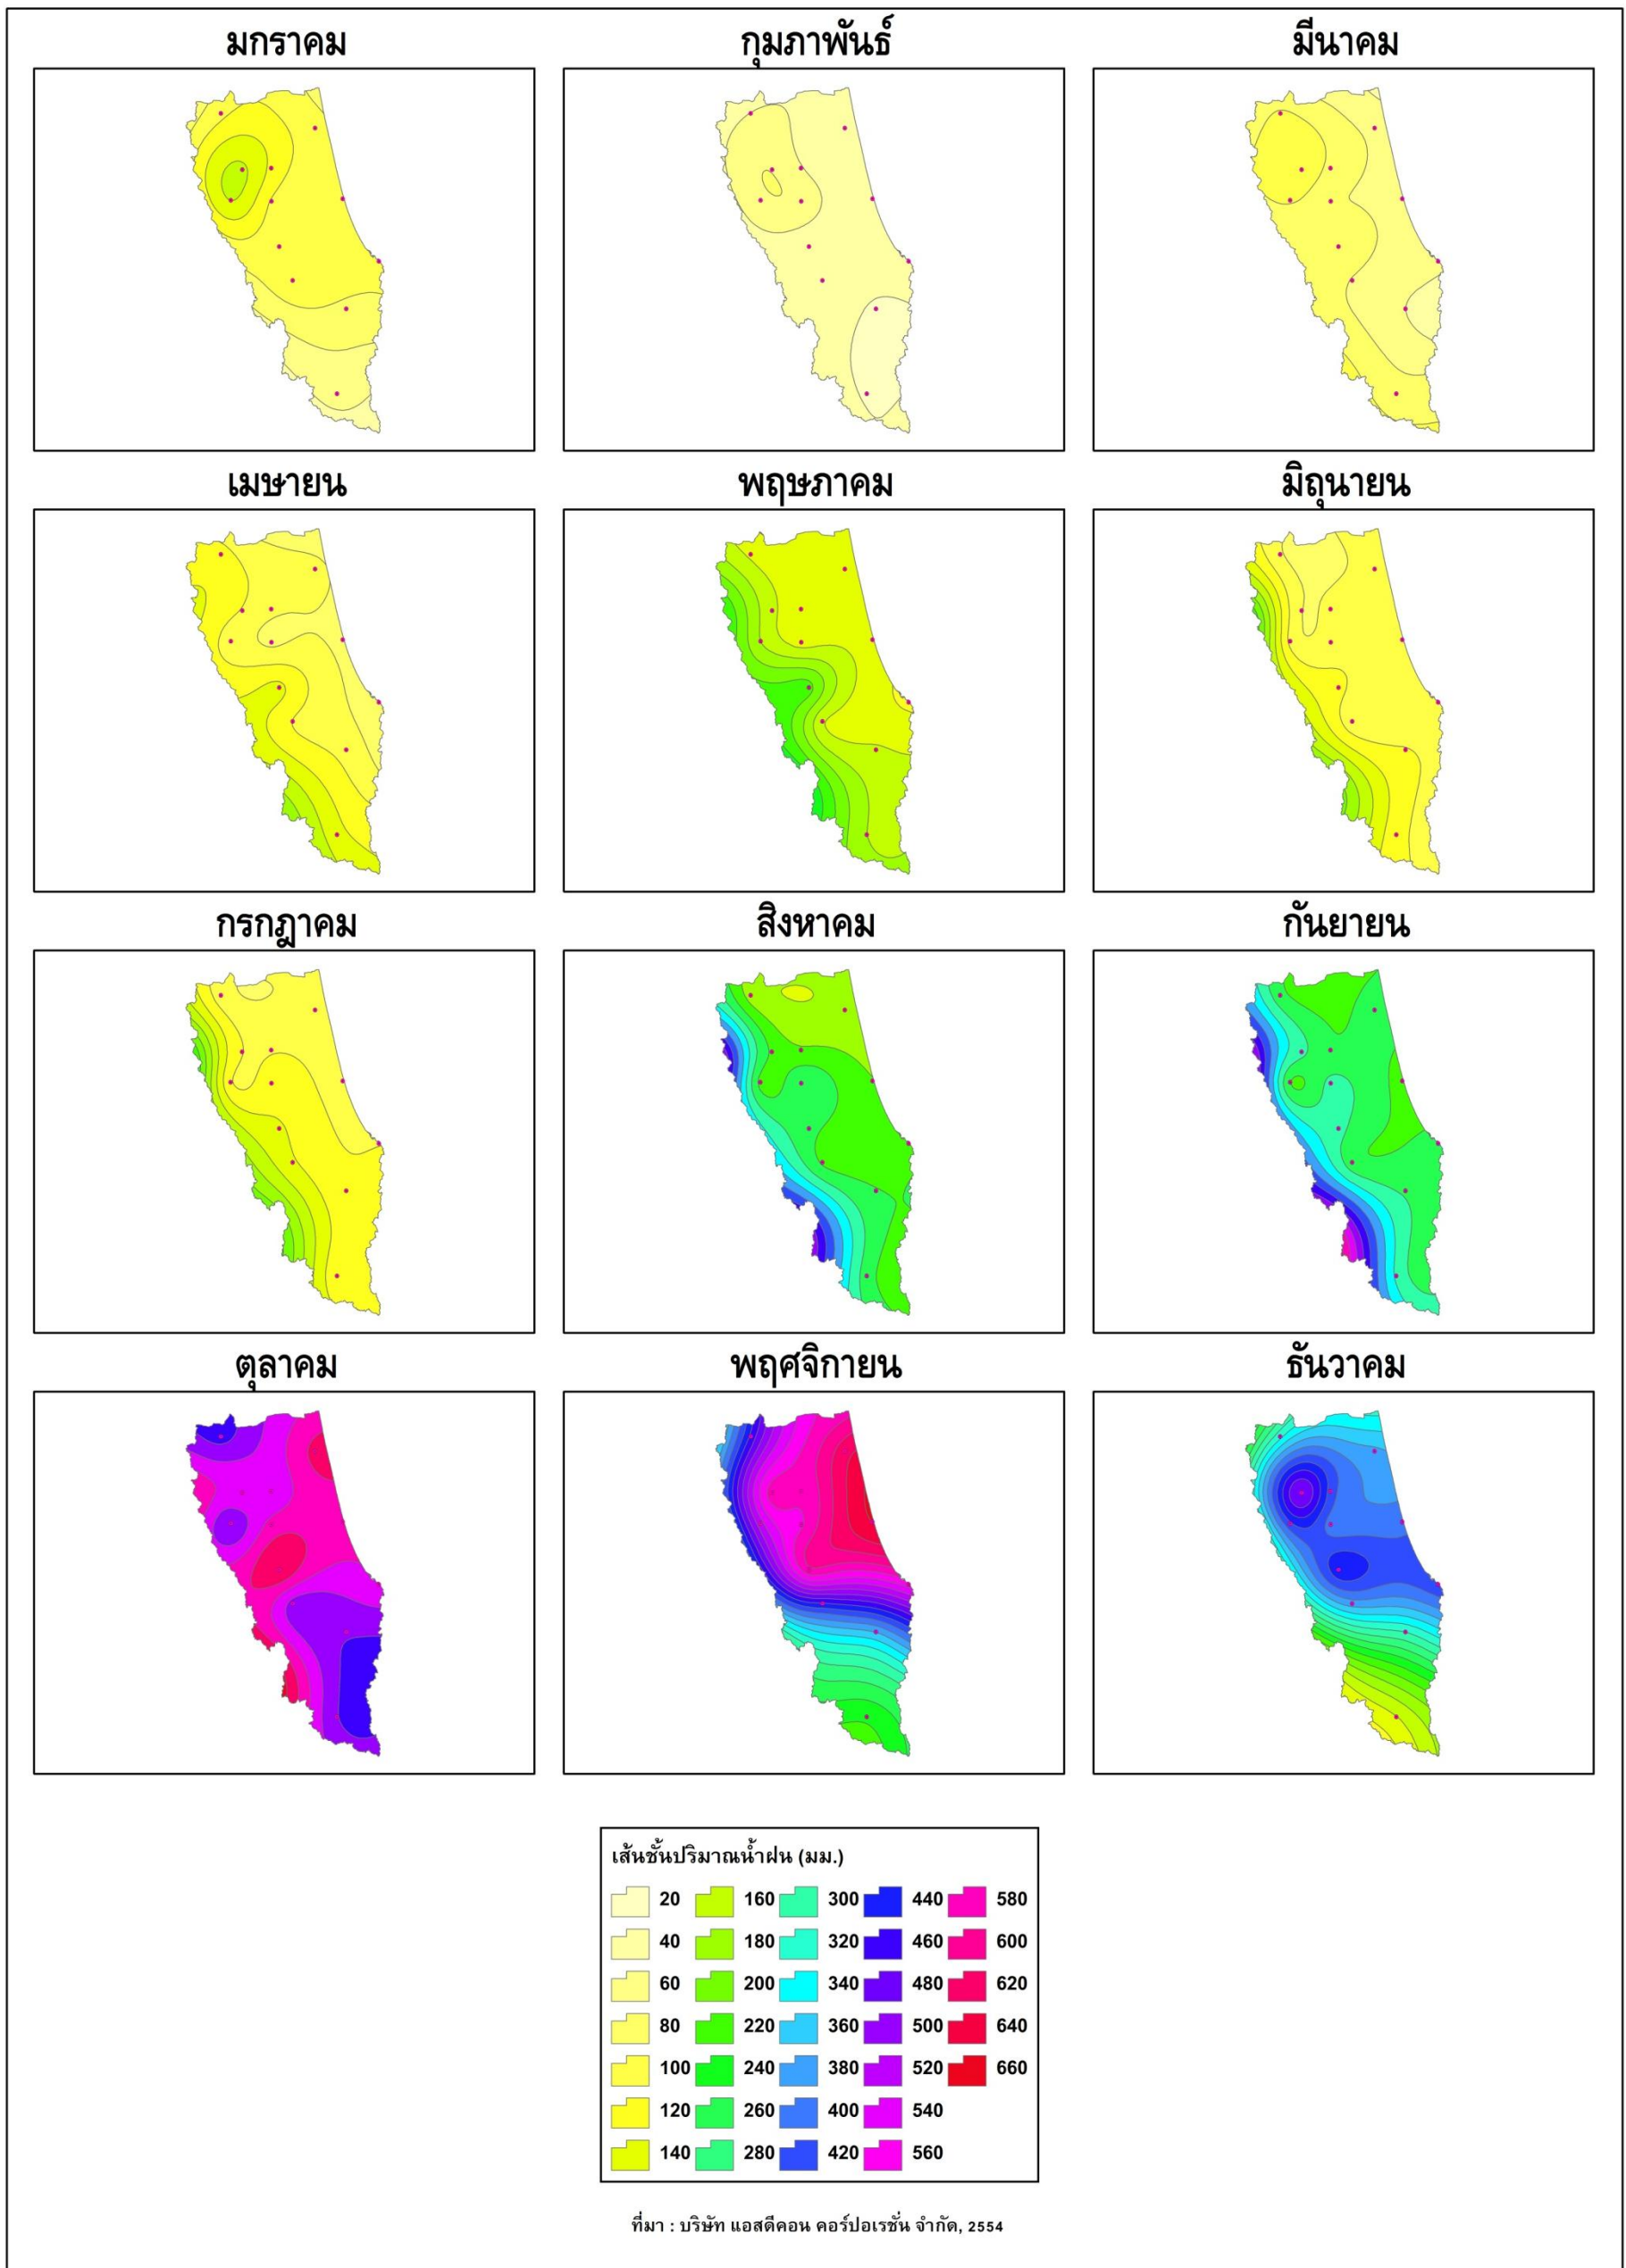 มกราคม
กุมภาพันธ์
มีนาคม
เมษายน
พฤษภาคม
มิถุนายน
กรกฎาคม
สิงหาคม
กันยายน
ตุลาคม
พฤศจิกายน
ธันวาคม
เส้นชั้นปริมาณน้ำฝน (มม.)
20 160 300 440 580
40 180 320 460 600
60 200 340 480 620
80 220 360 500 640
100 240 380 520 660
120 260 400 540
140 280 420 560
ที่มา : บริษัท แอสดีคอน คอร์ปอเรชั่น จำกัด, 2554